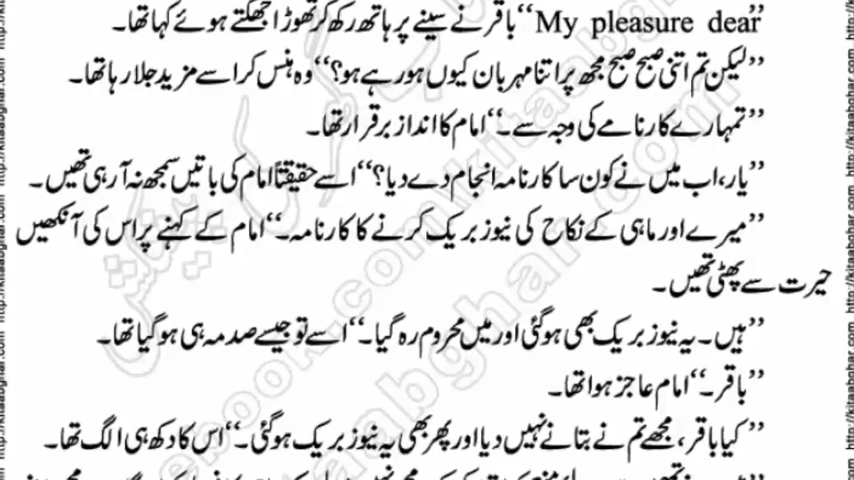 "My pleasure dear" باقر نے سینے پر ہاتھ رکھ کر تھوڑا جھکتے ہوئے کہا تھا۔
”لیکن تم اتنی صبح صبح مجھ پر اتنا مہربان کیوں ہو رہے ہو؟“ وہ ہنس کر اسے مزید جلا رہا تھا۔
”تمہارے کارنامے کی وجہ سے۔“ امام کا انداز برقرار تھا۔
”یار، اب میں نے کون سا کارنامہ انجام دے دیا؟“ اسے حقیقتاً امام کی باتیں سمجھ نہ آ رہی تھیں۔
”میرے اور ماہی کے نکاح کی نیوز بریک کرنے کا کارنامہ۔“ امام کے کہنے پر اس کی آنکھیں
حیرت سے پھٹی تھیں۔
”ہیں۔ یہ نیوز بریک بھی ہو گئی اور میں محروم رہ گیا۔“ اسے تو جیسے صدمہ ہی ہو گیا تھا۔
”باقر۔“ امام عاجز ہوا تھا۔
”کیا باقر، مجھے تم نے بتانے نہیں دیا اور پھر بھی یہ نیوز بریک ہو گئی۔“ اس کا دکھ ہی الگ تھا۔
http://kitaabghar.com